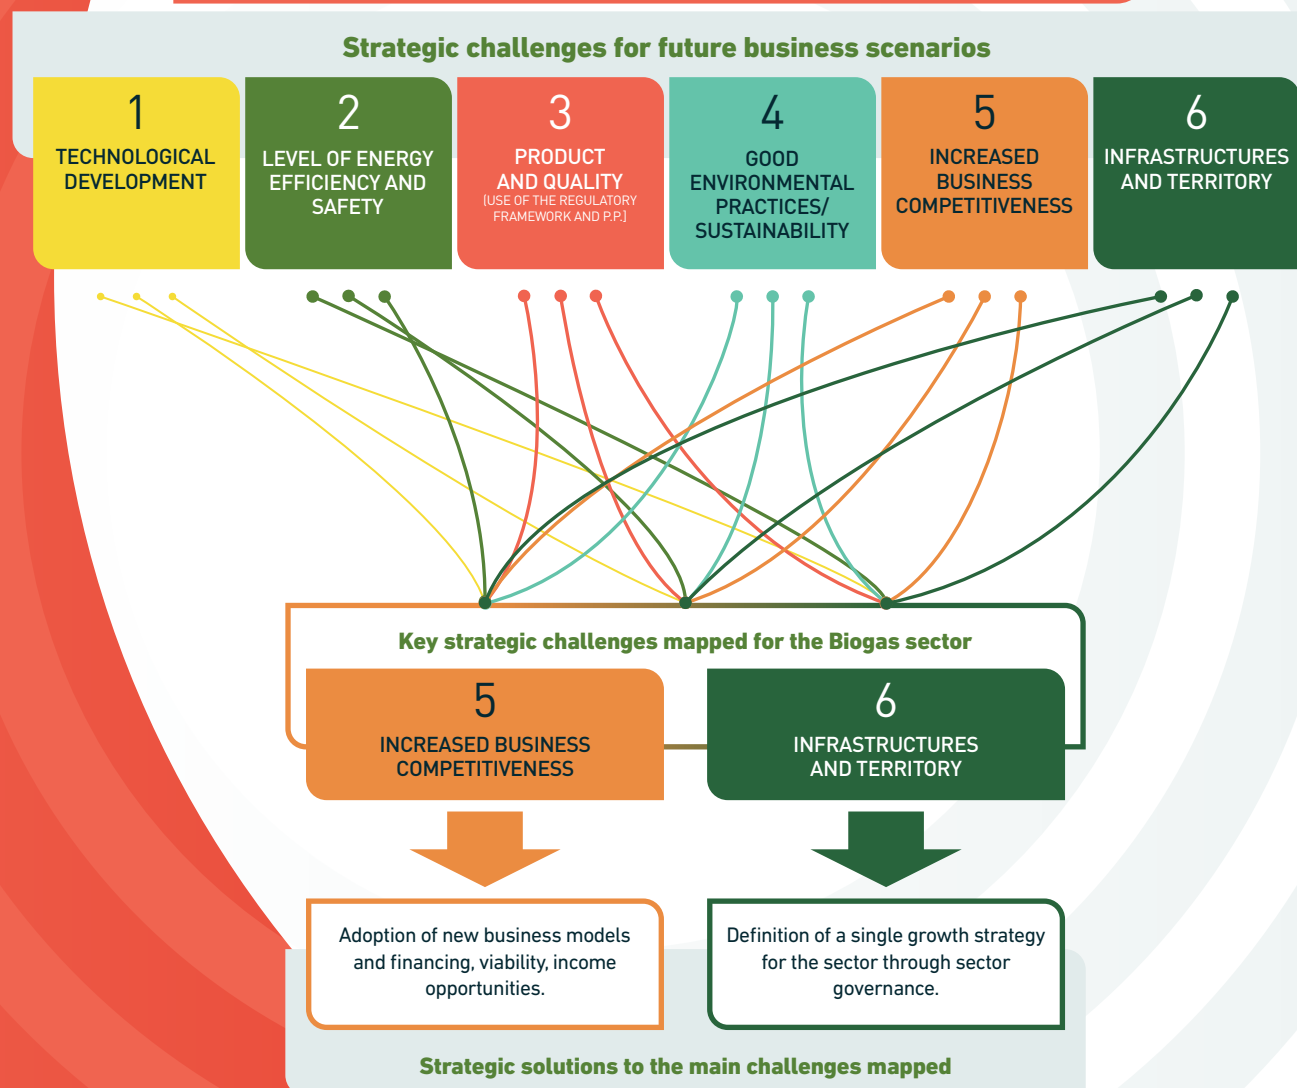 Strategic challenges for future business scenarios
1
TECHNOLOGICAL
DEVELOPMENT
2
LEVEL OF ENERGY
EFFICIENCY AND
SAFETY
3
PRODUCT
AND QUALITY
(USE OF THE REGULATORY
FRAMEWORK AND P.P.)
4
GOOD
ENVIRONMENTAL
PRACTICES/
SUSTAINABILITY
5
INCREASED
BUSINESS
COMPETITIVENESS
6
INFRASTRUCTURES
AND TERRITORY
Key strategic challenges mapped for the Biogas sector
5
INCREASED BUSINESS
COMPETITIVENESS
6
INFRASTRUCTURES
AND TERRITORY
Adoption of new business models
and financing, viability, income
opportunities.
Definition of a single growth strategy
for the sector through sector
governance.
Strategic solutions to the main challenges mapped